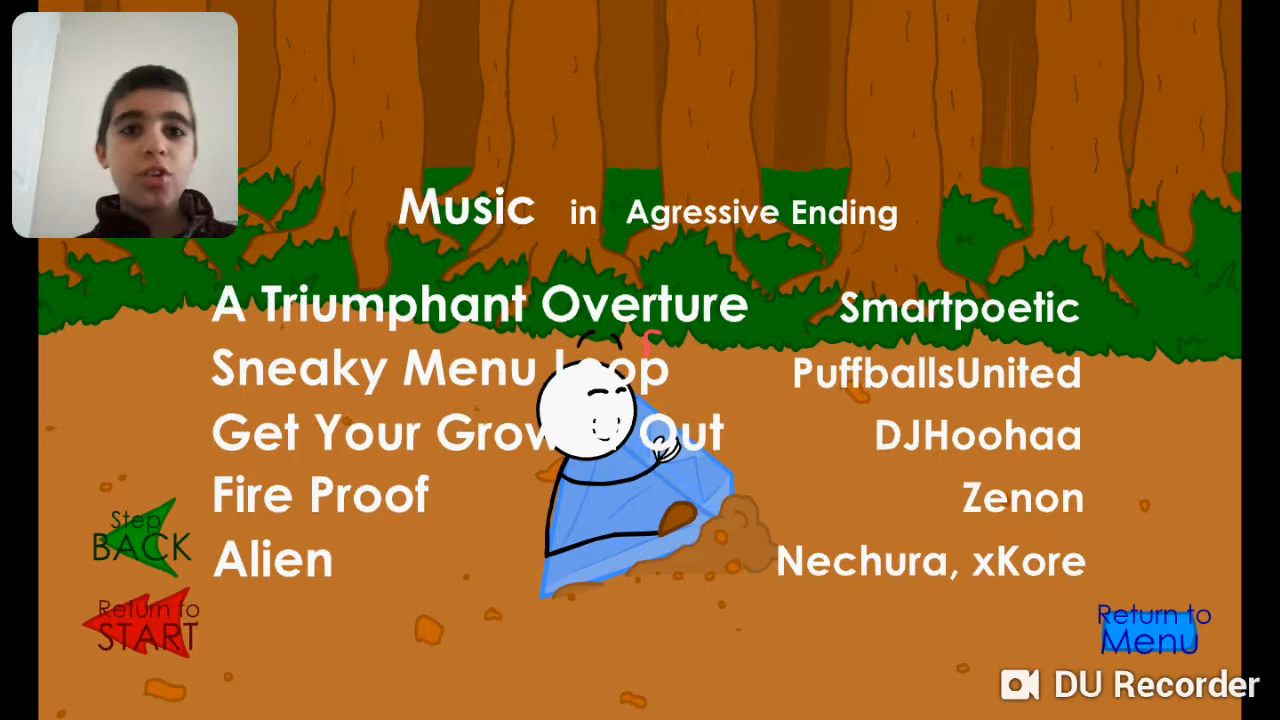 Music in Agressive Ending
A Triumphant Overture Smartpoetic
Sneaky Menu Loop PuffballsUnited
Get Your Out DJHoohaa
Fire Proof Zenon
Alien Nechura, xKore
Step
BACK
Return to
START
Return to
Menu
DU Recorder